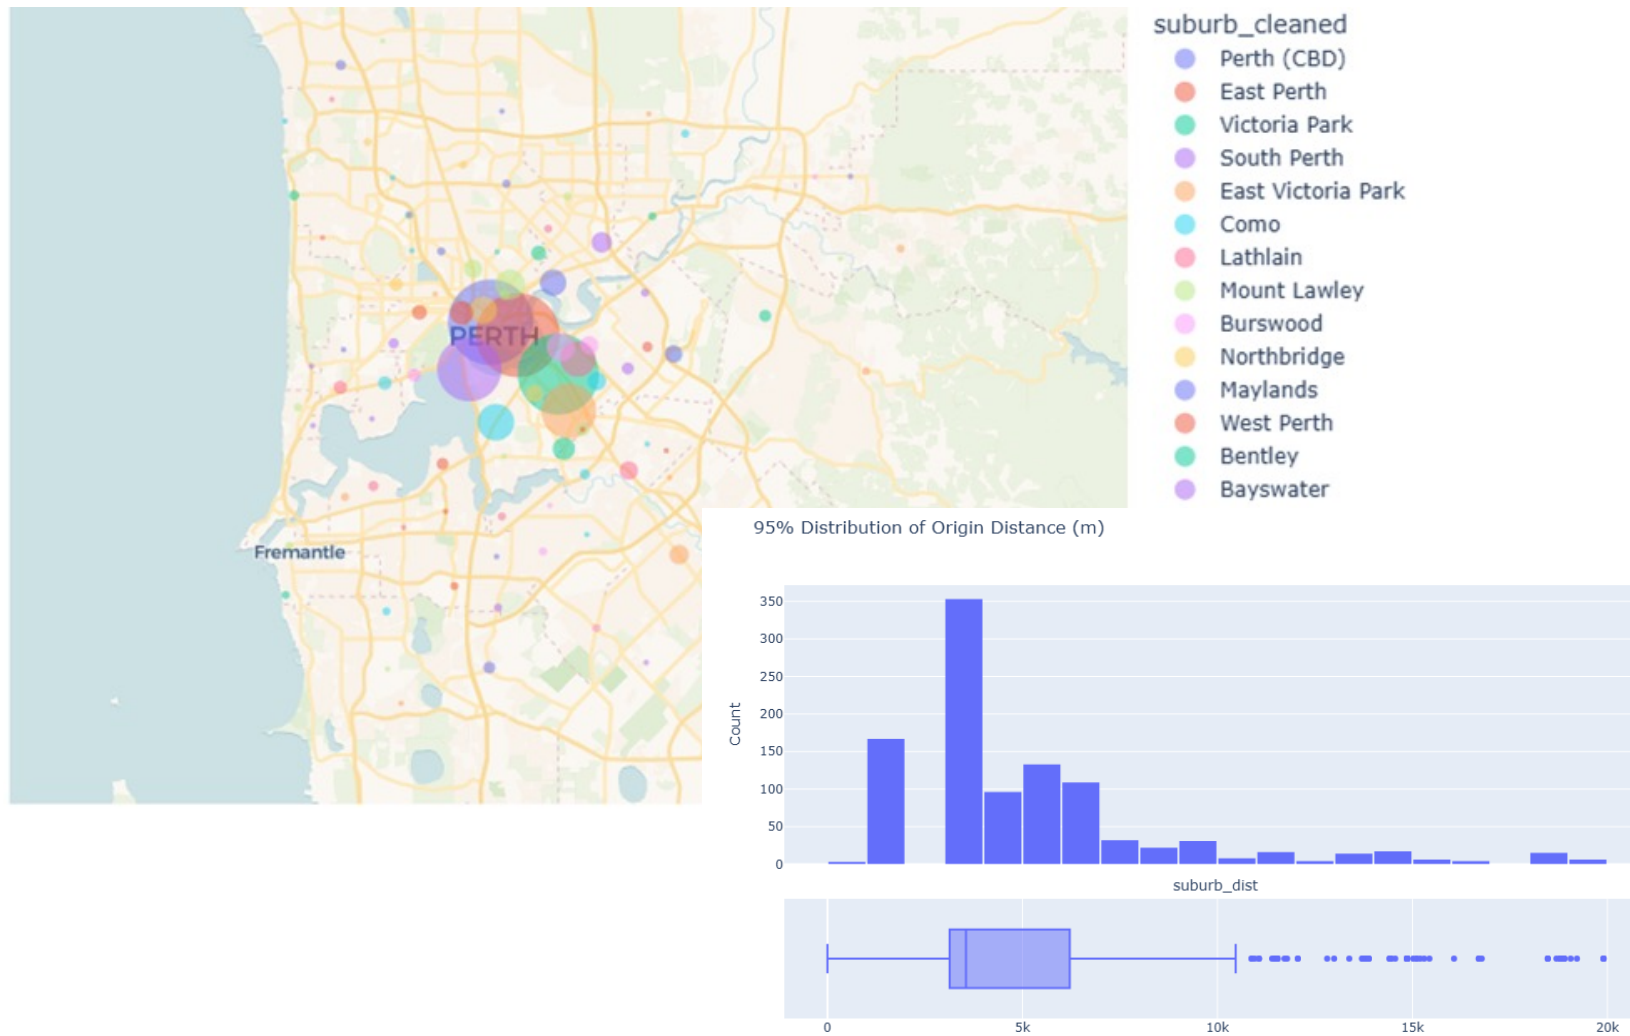 suburb_cleaned
Perth (CBD)
East Perth
Victoria Park
South Perth
East Victoria Park
Como
Lathlain
Mount Lawley
Burswood
Northbridge
Maylands
West Perth
Bentley
Bayswater
PERTH
Fremantle
95% Distribution of Origin Distance (m)
350
300
250
200
150
100
50
0
Count
suburb_dist
0
5k
10k
15k
20k